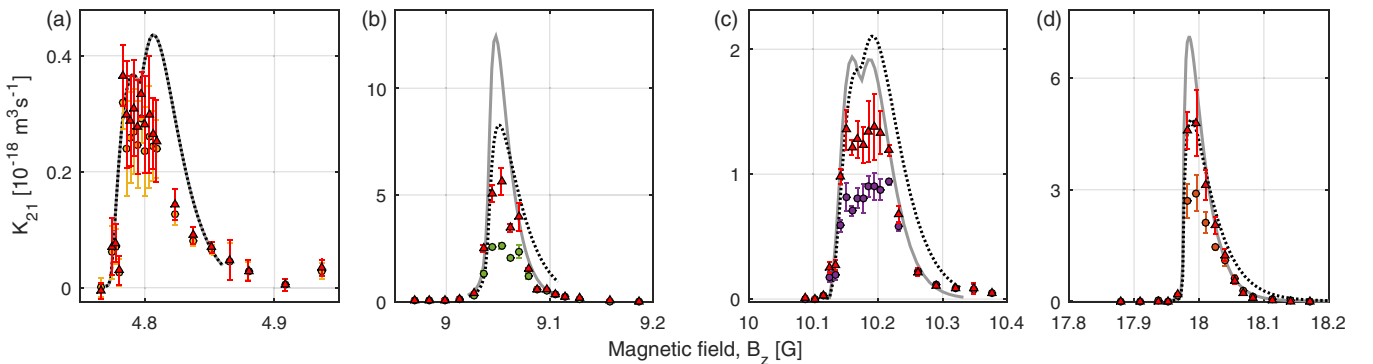 (a) (b) (c) (d)
K21 [10-18 m3s-1]
0.4 10 2 6
0.2 5 1 3
0 0 0 0
4.8 4.9 9 9.1 9.2 10 10.1 10.2 10.3 10.4 17.8 17.9 18 18.1 18.2
Magnetic field, Bz [G]